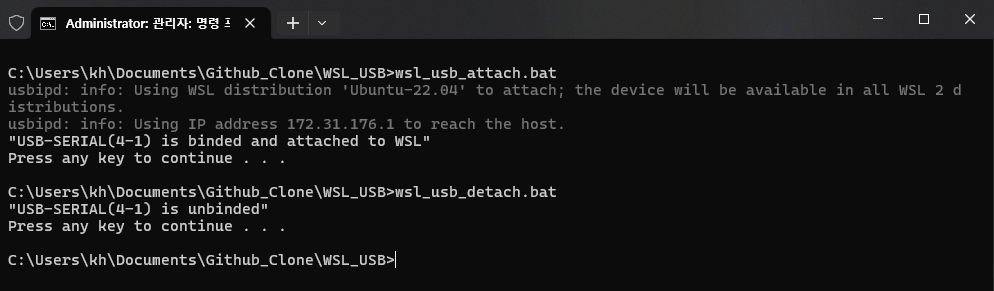 Administrator: 관리자: 명령 프
C:\Users\kh\Documents\Github_Clone\WSL_USB>wsl_usb_attach.bat
usbipd: info: Using WSL distribution 'Ubuntu-22.04' to attach; the device will be available in all WSL 2 d
istributions.
usbipd: info: Using IP address 172.31.176.1 to reach the host.
"USB-SERIAL(4-1) is binded and attached to WSL"
Press any key to continue . . .
C:\Users\kh\Documents\Github_Clone\WSL_USB>wsl_usb_detach.bat
"USB-SERIAL(4-1) is unbinded"
Press any key to continue . . .
C:\Users\kh\Documents\Github_Clone\WSL_USB>